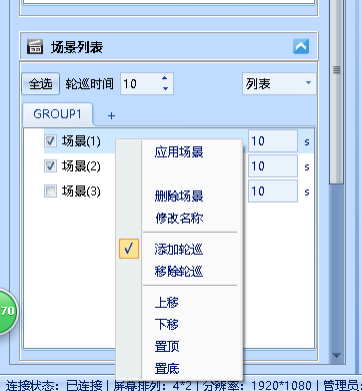 场景列表
全选 轮巡时间 10 列表
GROUP1 +
场景(1) 10 s
场景(2) 10 s
场景(3) 10 s
应用场景
删除场景
修改名称
添加轮巡
移除轮巡
上移
下移
置顶
置底
70
连接状态：已连接 | 屏幕排列：4*2 | 分辨率：1920*1080 | 管理员: